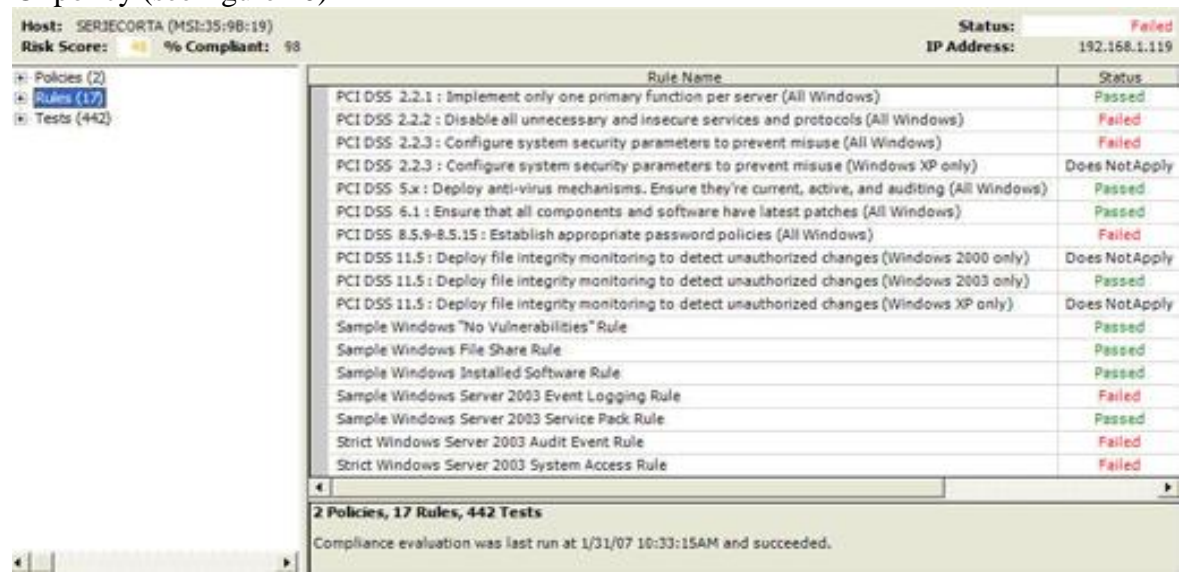 Host: SERIECORTA (MSI:35:9B:19) Status: Failed
Risk Score: % Compliant: 98 IP Address: 192.168.1.119
Policies (2)
Rules (17)
Tests (442)
Rule Name Status
PCI DSS 2.2.1 : Implement only one primary function per server (All Windows) Passed
PCI DSS 2.2.2 : Disable all unnecessary and insecure services and protocols (All Windows) Failed
PCI DSS 2.2.3 : Configure system security parameters to prevent misuse (All Windows) Failed
PCI DSS 2.2.3 : Configure system security parameters to prevent misuse (Windows XP only) Does Not Apply
PCI DSS 5.x : Deploy anti-virus mechanisms. Ensure they're current, active, and auditing (All Windows) Passed
PCI DSS 6.1 : Ensure that all components and software have latest patches (All Windows) Passed
PCI DSS 8.5.9-8.5.15 : Establish appropriate password policies (All Windows) Failed
PCI DSS 11.5 : Deploy file integrity monitoring to detect unauthorized changes (Windows 2000 only) Does Not Apply
PCI DSS 11.5 : Deploy file integrity monitoring to detect unauthorized changes (Windows 2003 only) Passed
PCI DSS 11.5 : Deploy file integrity monitoring to detect unauthorized changes (Windows XP only) Does Not Apply
Sample Windows "No Vulnerabilities" Rule Passed
Sample Windows File Share Rule Passed
Sample Windows Installed Software Rule Passed
Sample Windows Server 2003 Event Logging Rule Failed
Sample Windows Server 2003 Service Pack Rule Passed
Strict Windows Server 2003 Audit Event Rule Failed
Strict Windows Server 2003 System Access Rule Failed
2 Policies, 17 Rules, 442 Tests
Compliance evaluation was last run at 1/31/07 10:33:15AM and succeeded.